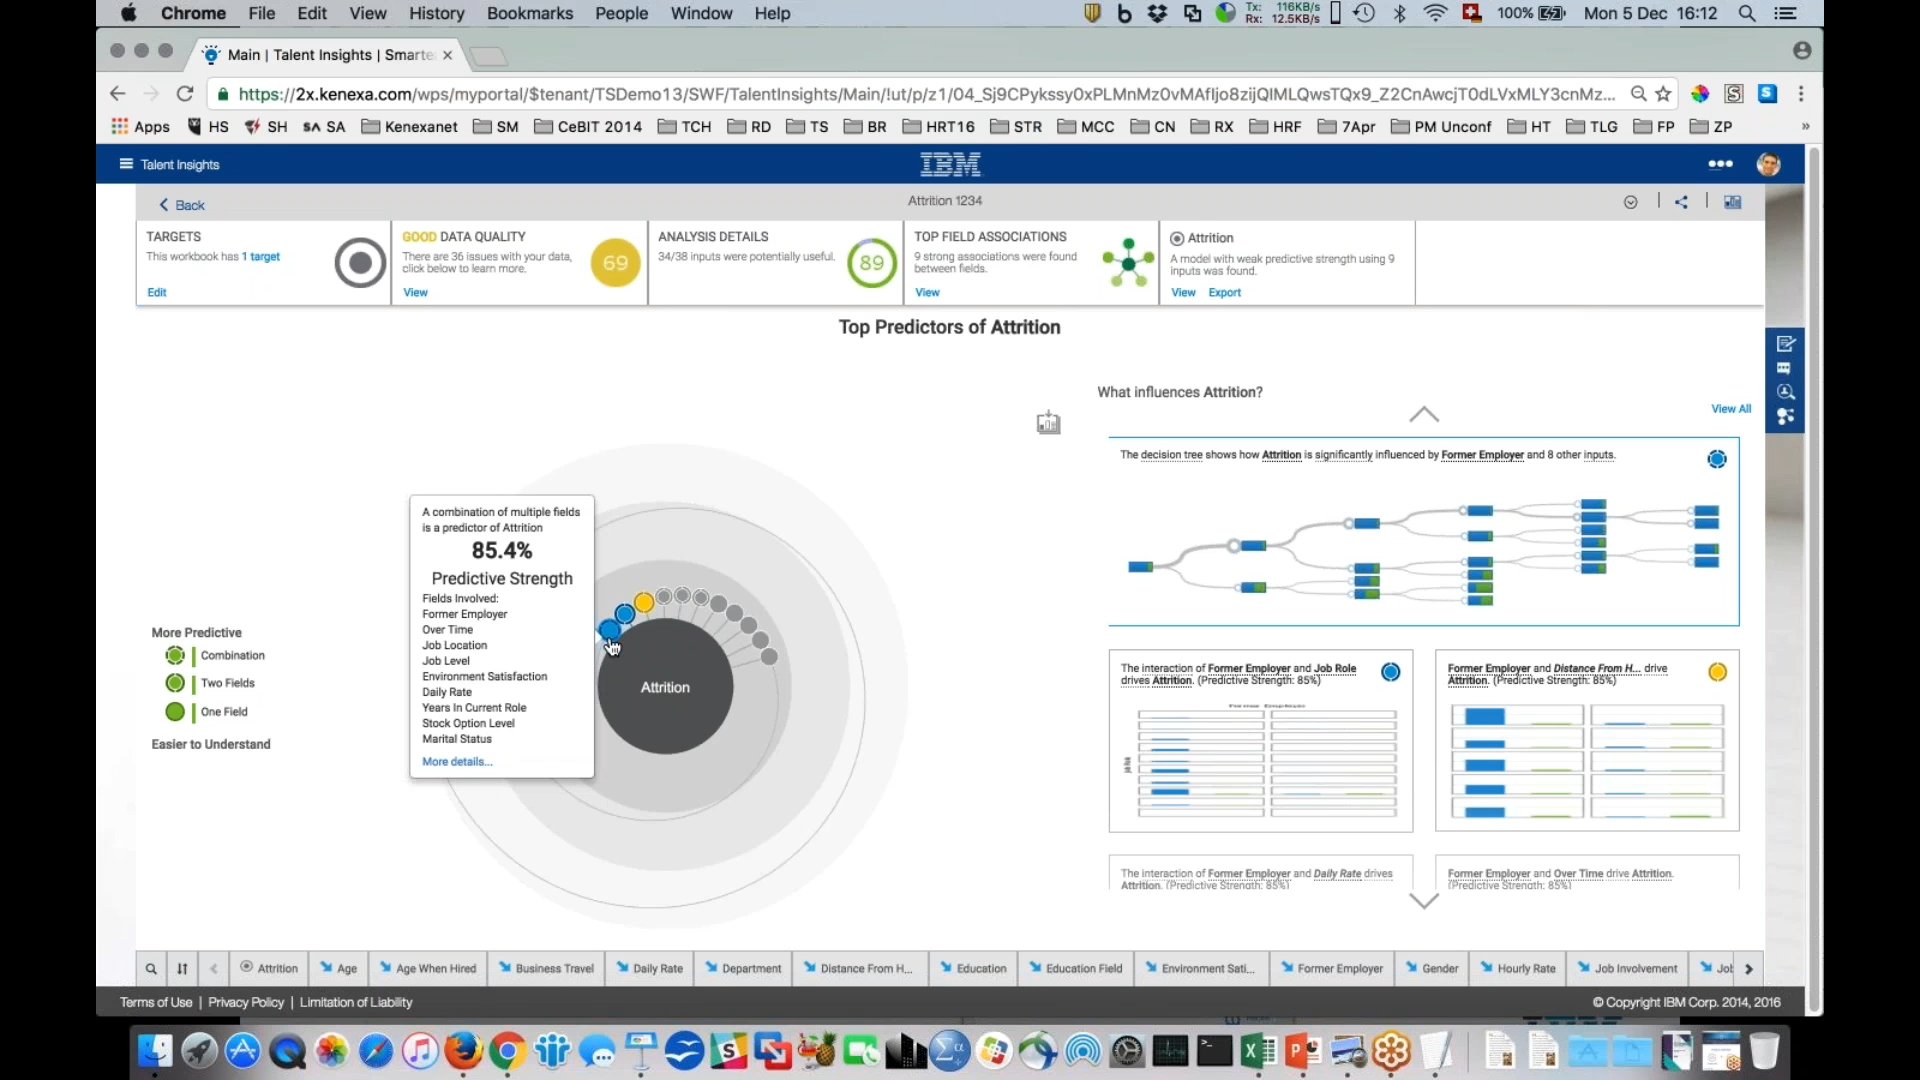 Chrome File Edit View History Bookmarks People Window Help
Tx: 116KB/s
Rx: 12.5KB/s
100% Mon 5 Dec 16:12
Main | Talent Insights | Smarte
https://2x.kenexa.com/wps/myportal/$tenant/TSDemo13/SWF/TalentInsights/Main/!ut/p/z1/04_Sj9CPykssy0xPLMnMz0vMAfIjo8zijQIMLQwsTQx9_Z2CnAwcjT0dLVxMLY3cnMz...
Apps HS SH SA Kenexanet SM CeBIT 2014 TCH RD TS BR HRT16 STR MCC CN RX HRF 7Apr PM Unconf HT TLG FP ZP »
Talent Insights
IBM
Back
Attrition 1234
TARGETS
This workbook has 1 target
Edit
GOOD DATA QUALITY
There are 36 issues with your data,
click below to learn more.
View
69
ANALYSIS DETAILS
34/38 inputs were potentially useful.
89
TOP FIELD ASSOCIATIONS
9 strong associations were found
between fields.
View
Attrition
A model with weak predictive strength using 9
inputs was found.
View Export
Top Predictors of Attrition
What influences Attrition?
View All
The decision tree shows how Attrition is significantly influenced by Former Employer and 8 other inputs.
A combination of multiple fields
is a predictor of Attrition
85.4%
Predictive Strength
Fields Involved:
Former Employer
Over Time
Job Location
Job Level
Environment Satisfaction
Daily Rate
Years In Current Role
Stock Option Level
Marital Status
More details...
Attrition
More Predictive
Combination
Two Fields
One Field
Easier to Understand
The interaction of Former Employer and Job Role
drives Attrition. (Predictive Strength: 85%)
Former Employer
Job Role
Former Employer and Distance From H... drive
Attrition. (Predictive Strength: 85%)
The interaction of Former Employer and Daily Rate drives
Attrition. (Predictive Strength: 85%)
Former Employer and Over Time drive Attrition.
(Predictive Strength: 85%)
Attrition Age Age When Hired Business Travel Daily Rate Department Distance From H... Education Education Field Environment Sati... Former Employer Gender Hourly Rate Job Involvement Jol
Terms of Use | Privacy Policy | Limitation of Liability
© Copyright IBM Corp. 2014, 2016